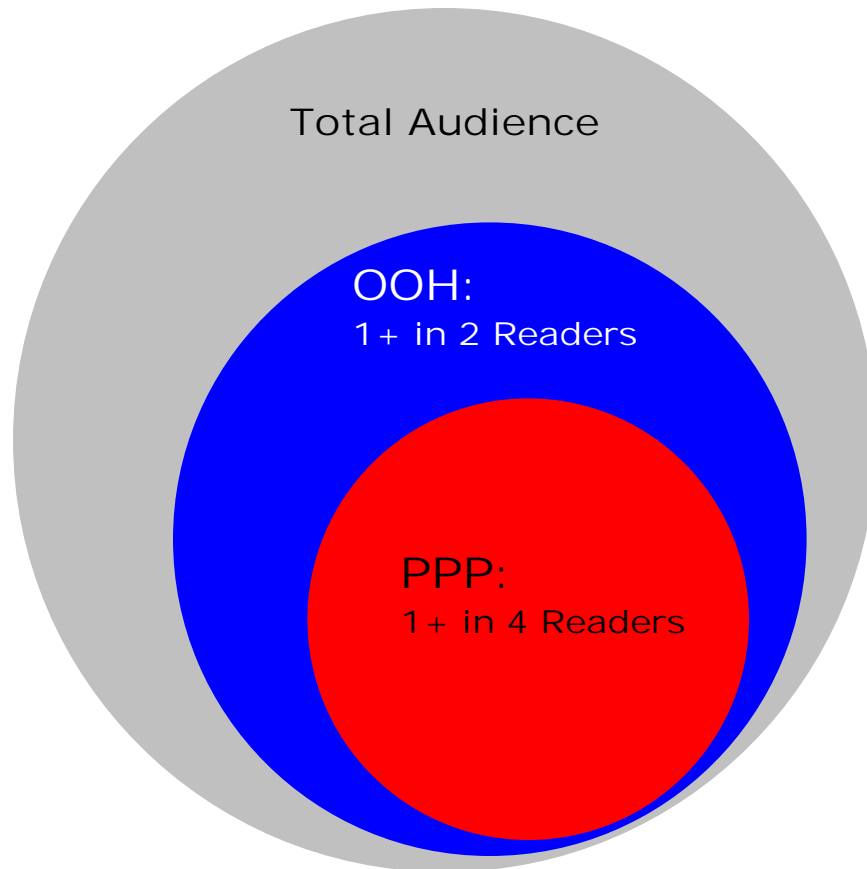 Total Audience
OOH:
1+ in 2 Readers
PPP:
1+ in 4 Readers